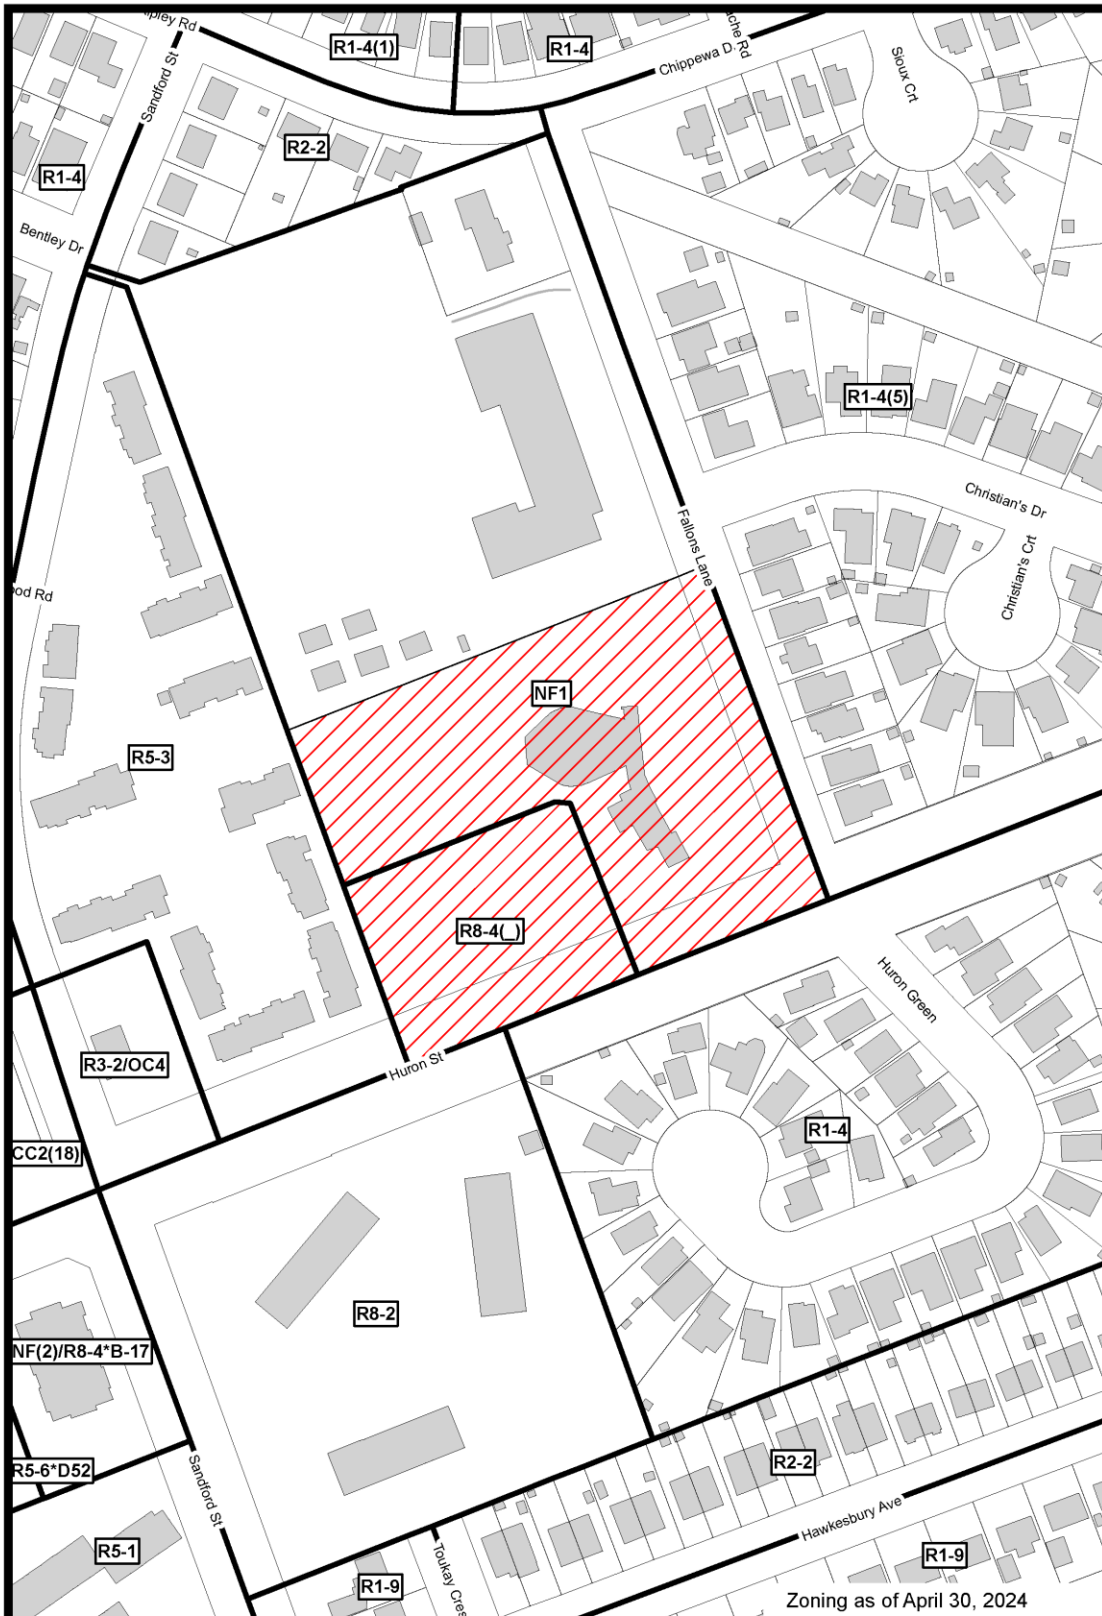 R1-4(1)
R1-4
Sandford St
Chippewa D
Sioux Crt
R2-2
R1-4
Bentley Dr
R1-4(5)
Christian's Dr
Fallons Lane
Christian's Crt
ood Rd
NF1
R5-3
R8-4(_)
Huron Green
Huron St
R3-2/OC4
R1-4
CC2(18)
R8-2
NF(2)/R8-4*B-17
R5-6*D52
R2-2
Sandford St
Hawkesbury Ave
R5-1
Toukay Cres
R1-9
R1-9
Zoning as of April 30, 2024